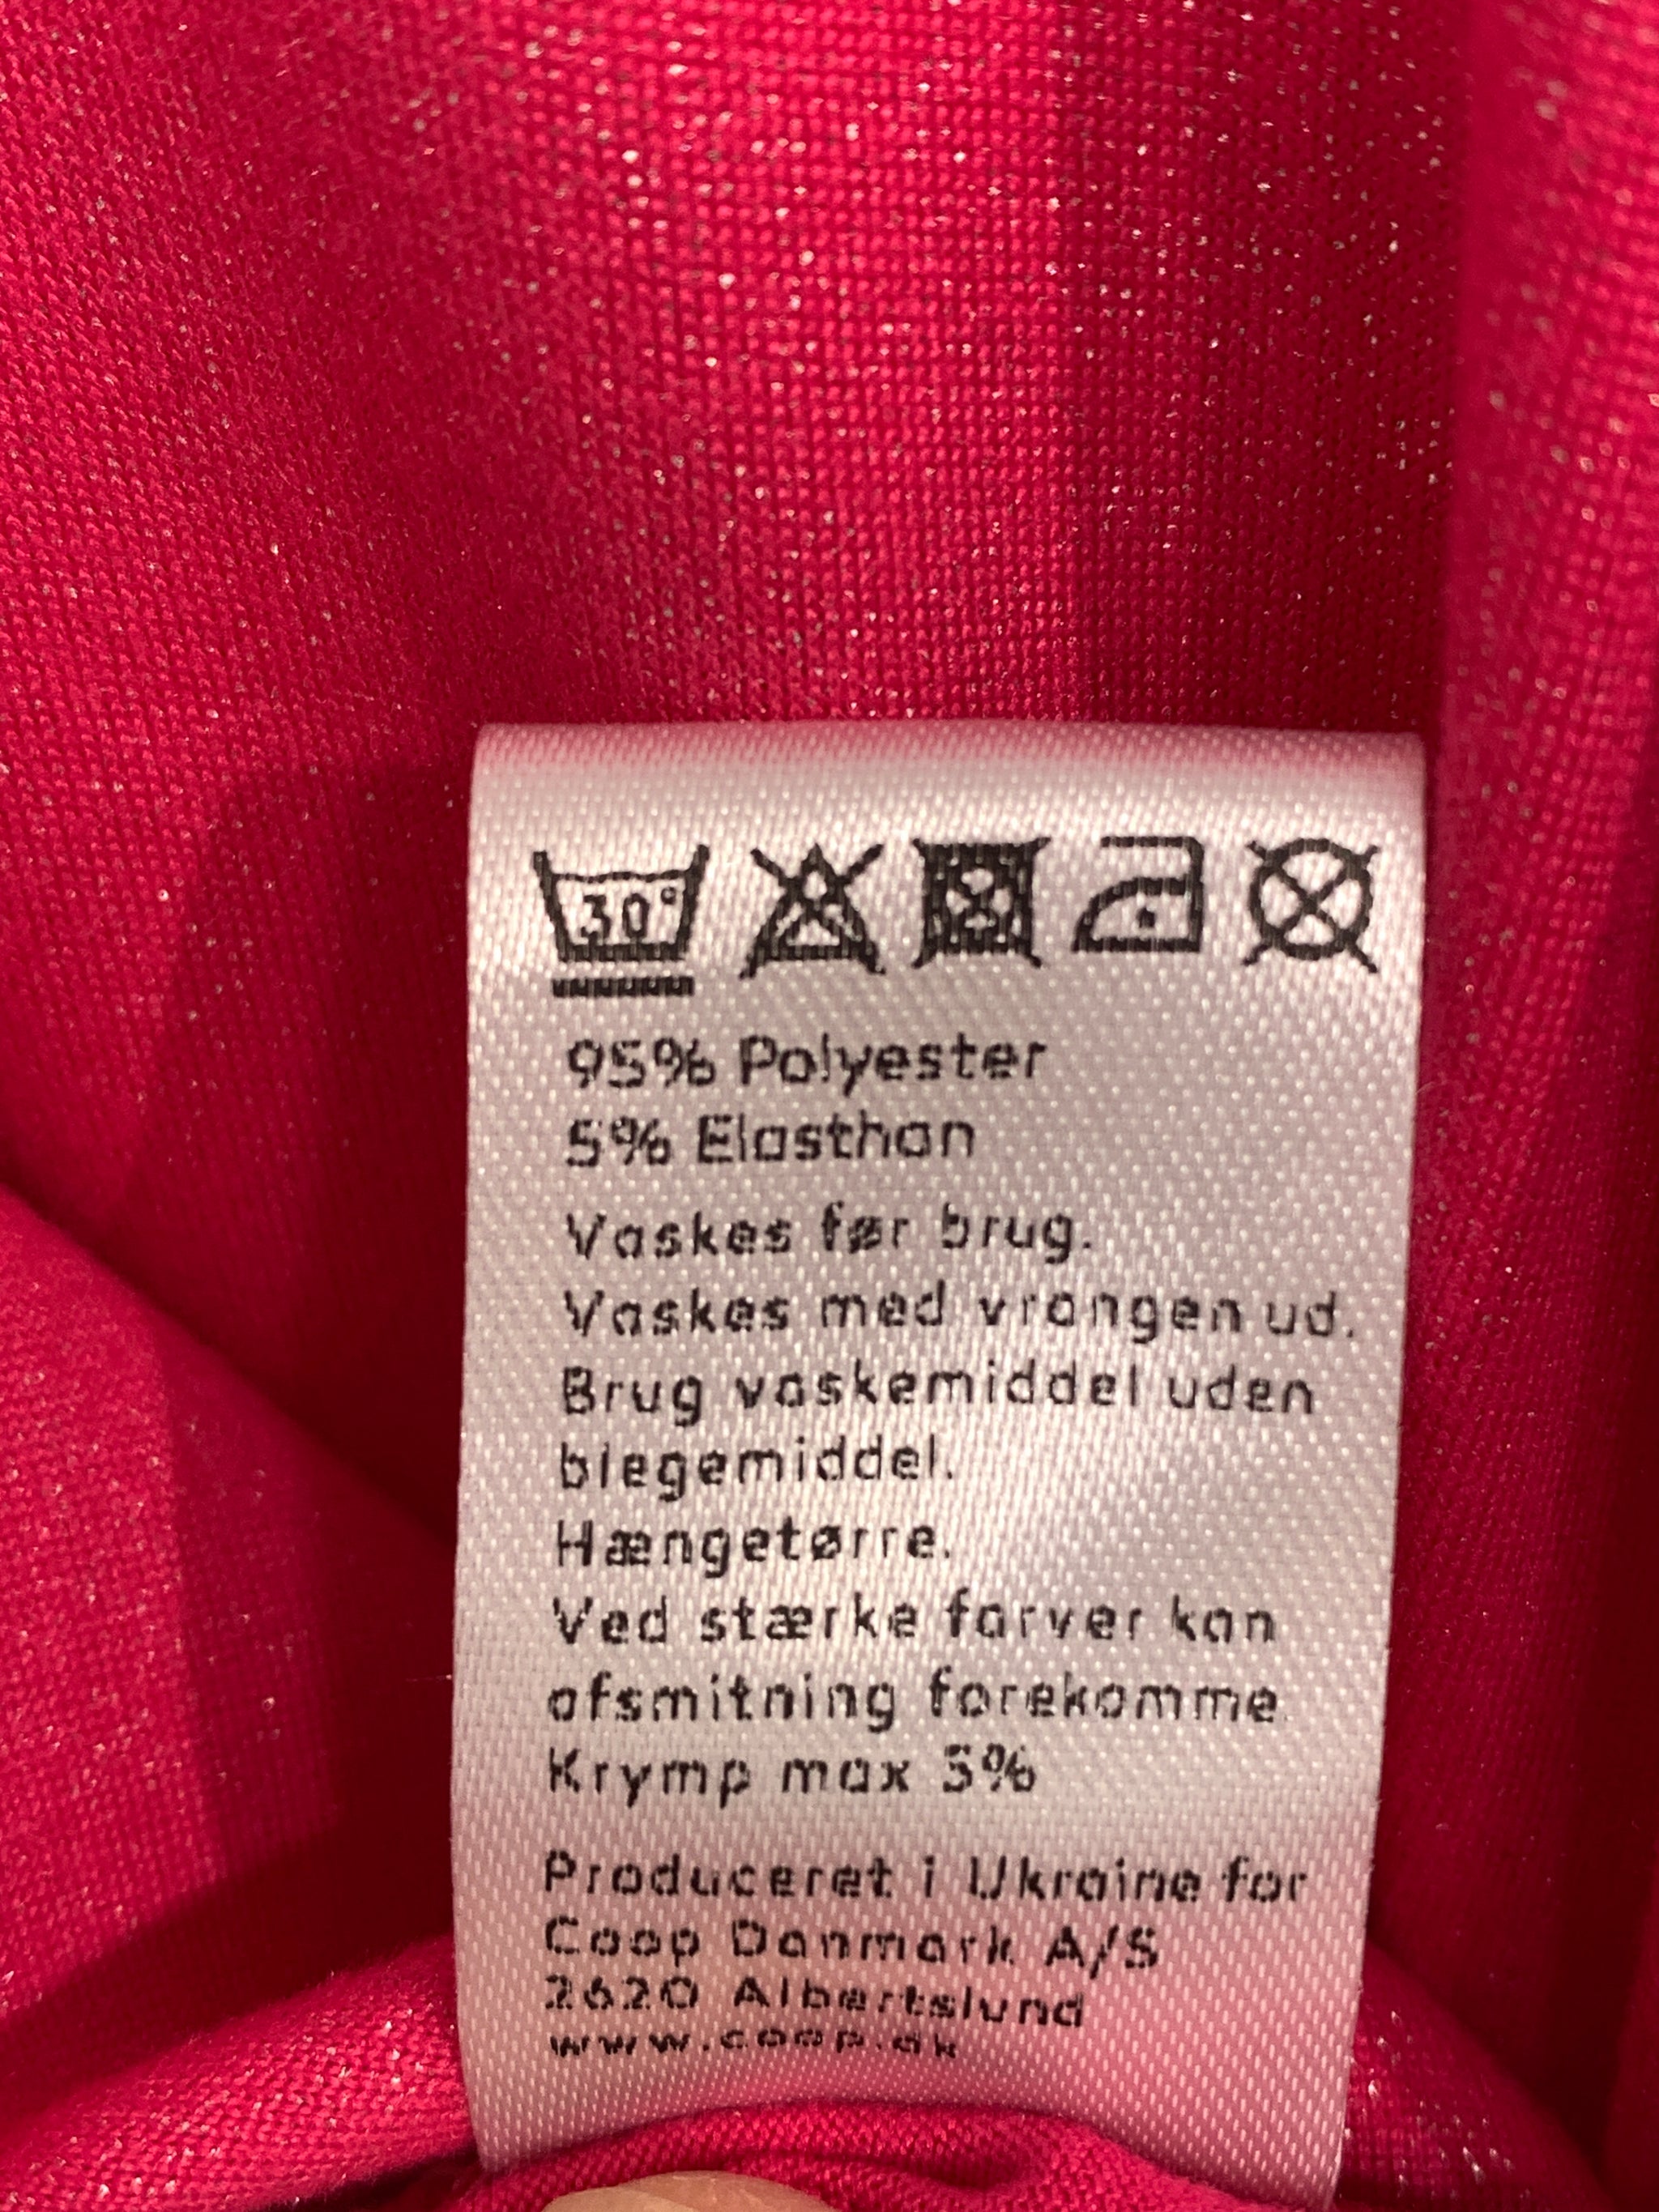 30°
95% Polyester
5% Elasthan
Vaskes før brug.
Vaskes med vrangen ud.
Brug vaskemiddel uden
blegemiddel.
Hængetørre.
Ved stærke farver kan
afsmitning forekomme.
Krymp max 5%
Produceret i Ukraine for
Coop Danmark A/S
2620 Albertslund
www.coop.dk